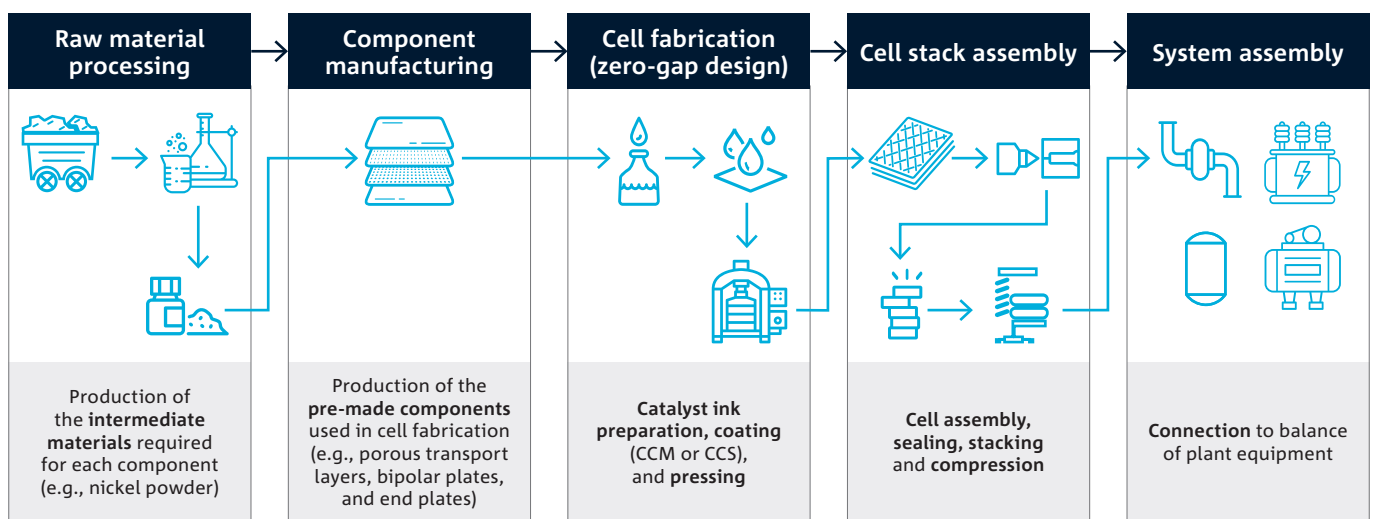 Raw material
processing
Component
manufacturing
Cell fabrication
(zero-gap design)
Cell stack assembly
System assembly
Production of
the intermediate
materials required
for each component
(e.g., nickel powder)
Production of the
pre-made components
used in cell fabrication
(e.g., porous transport
layers, bipolar plates,
and end plates)
Catalyst ink
preparation, coating
(CCM or CCS),
and pressing
Cell assembly,
sealing, stacking
and compression
Connection to balance
of plant equipment